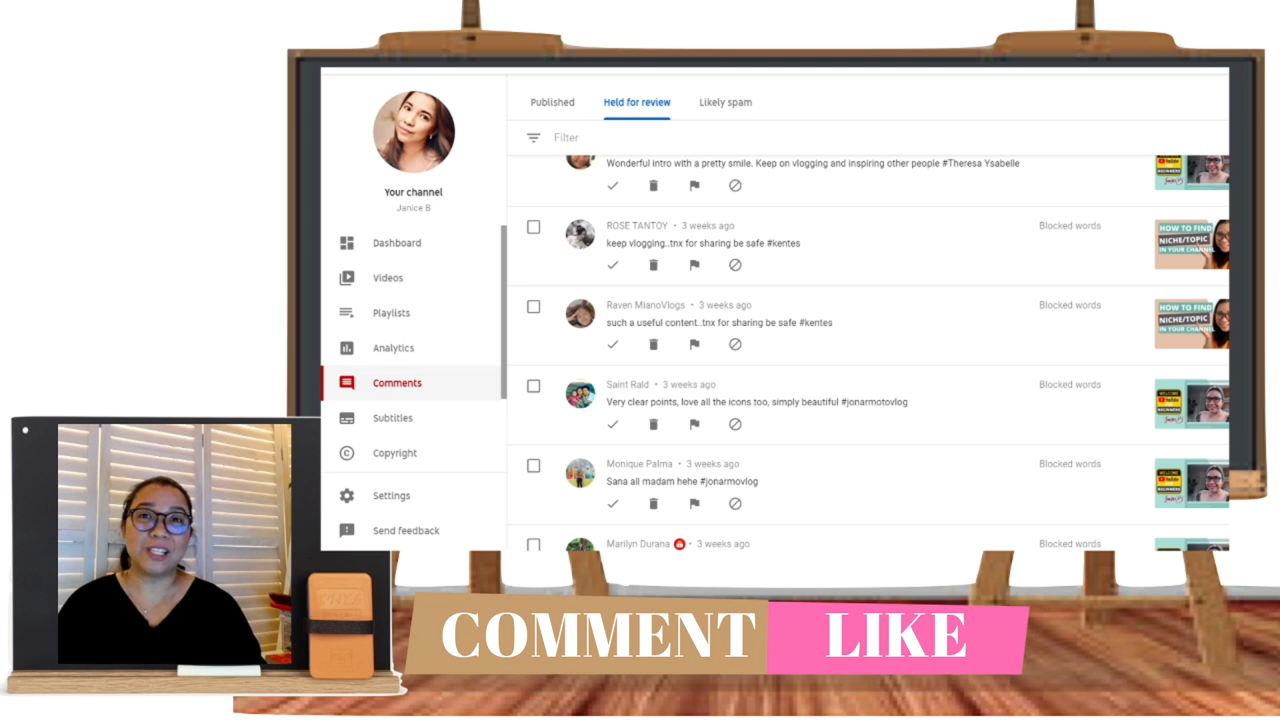 Your channel
Janice B
Dashboard
Videos
Playlists
Analytics
Comments
Subtitles
Copyright
Settings
Send feedback
Published
Held for review
Likely spam
Filter
Wonderful intro with a pretty smile. Keep on vlogging and inspiring other people #Theresa Ysabelle
ROSE TANTOY • 3 weeks ago
Blocked words
keep vlogging..tnx for sharing be safe #kentes
HOW TO FIND
NICHE/TOPIC
IN YOUR CHANNEL
Raven MianoVlogs • 3 weeks ago
Blocked words
such a useful content..tnx for sharing be safe #kentes
HOW TO FIND
NICHE/TOPIC
IN YOUR CHANNEL
Saint Rald • 3 weeks ago
Blocked words
Very clear points, love all the icons too, simply beautiful #jonarmotovlog
WELCOME
YouTube
BEGINNERS
Monique Palma • 3 weeks ago
Blocked words
Sana all madam hehe #jonarmovlog
WELCOME
YouTube
BEGINNERS
Marilyn Durana • 3 weeks ago
Blocked words
COMMENT
LIKE